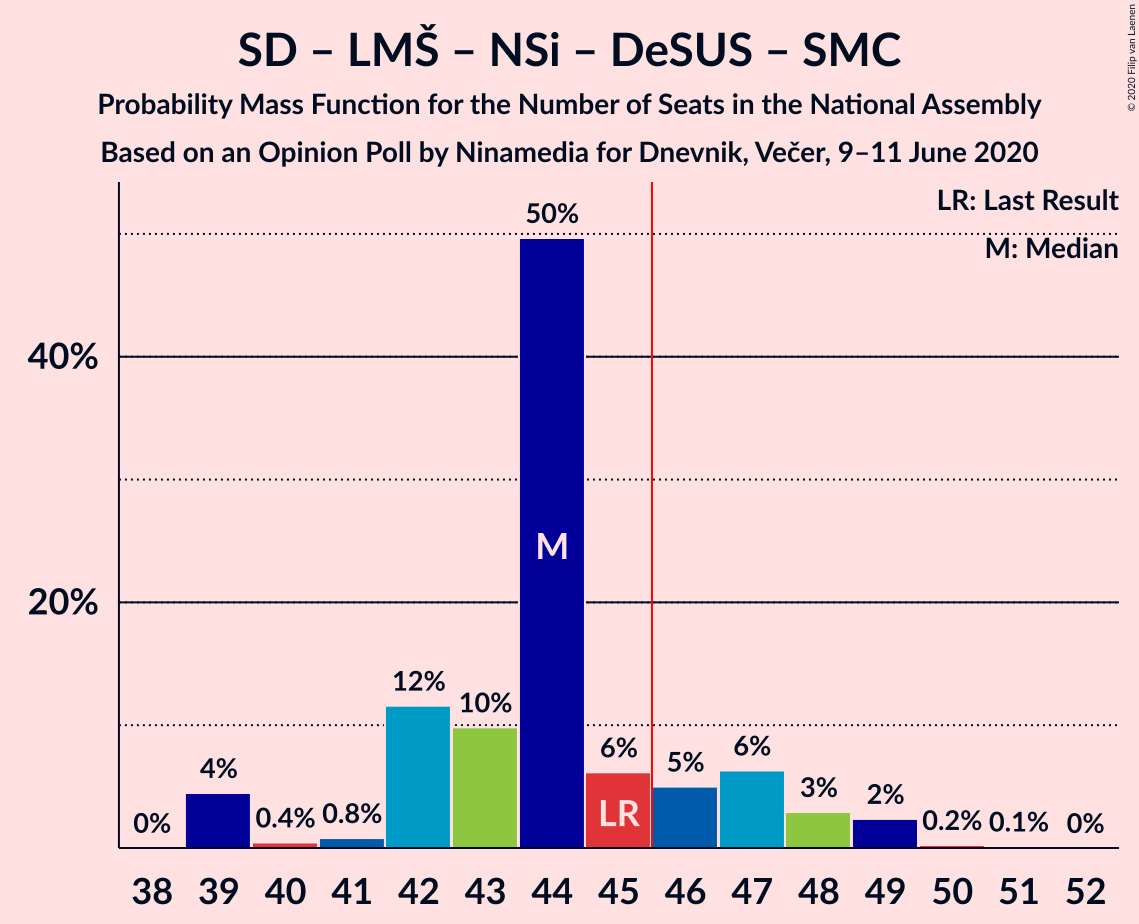 SD – LMŠ – NSi – DeSUS – SMC
Probability Mass Function for the Number of Seats in the National Assembly
Based on an Opinion Poll by Ninamedia for Dnevnik, Večer, 9–11 June 2020
© 2020 Filip van Laenen
LR: Last Result
M: Median
40%
20%
0%
4%
0.4%
0.8%
12%
10%
50%
6%
5%
6%
3%
2%
0.2%
0.1%
0%
M
LR
38 39 40 41 42 43 44 45 46 47 48 49 50 51 52